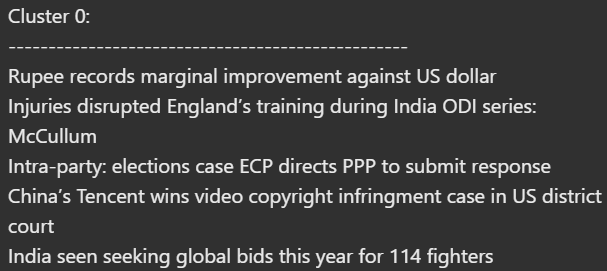 Cluster 0:
--------------------------------------------------
Rupee records marginal improvement against US dollar
Injuries disrupted England’s training during India ODI series:
McCullum
Intra-party: elections case ECP directs PPP to submit response
China’s Tencent wins video copyright infringment case in US district
court
India seen seeking global bids this year for 114 fighters